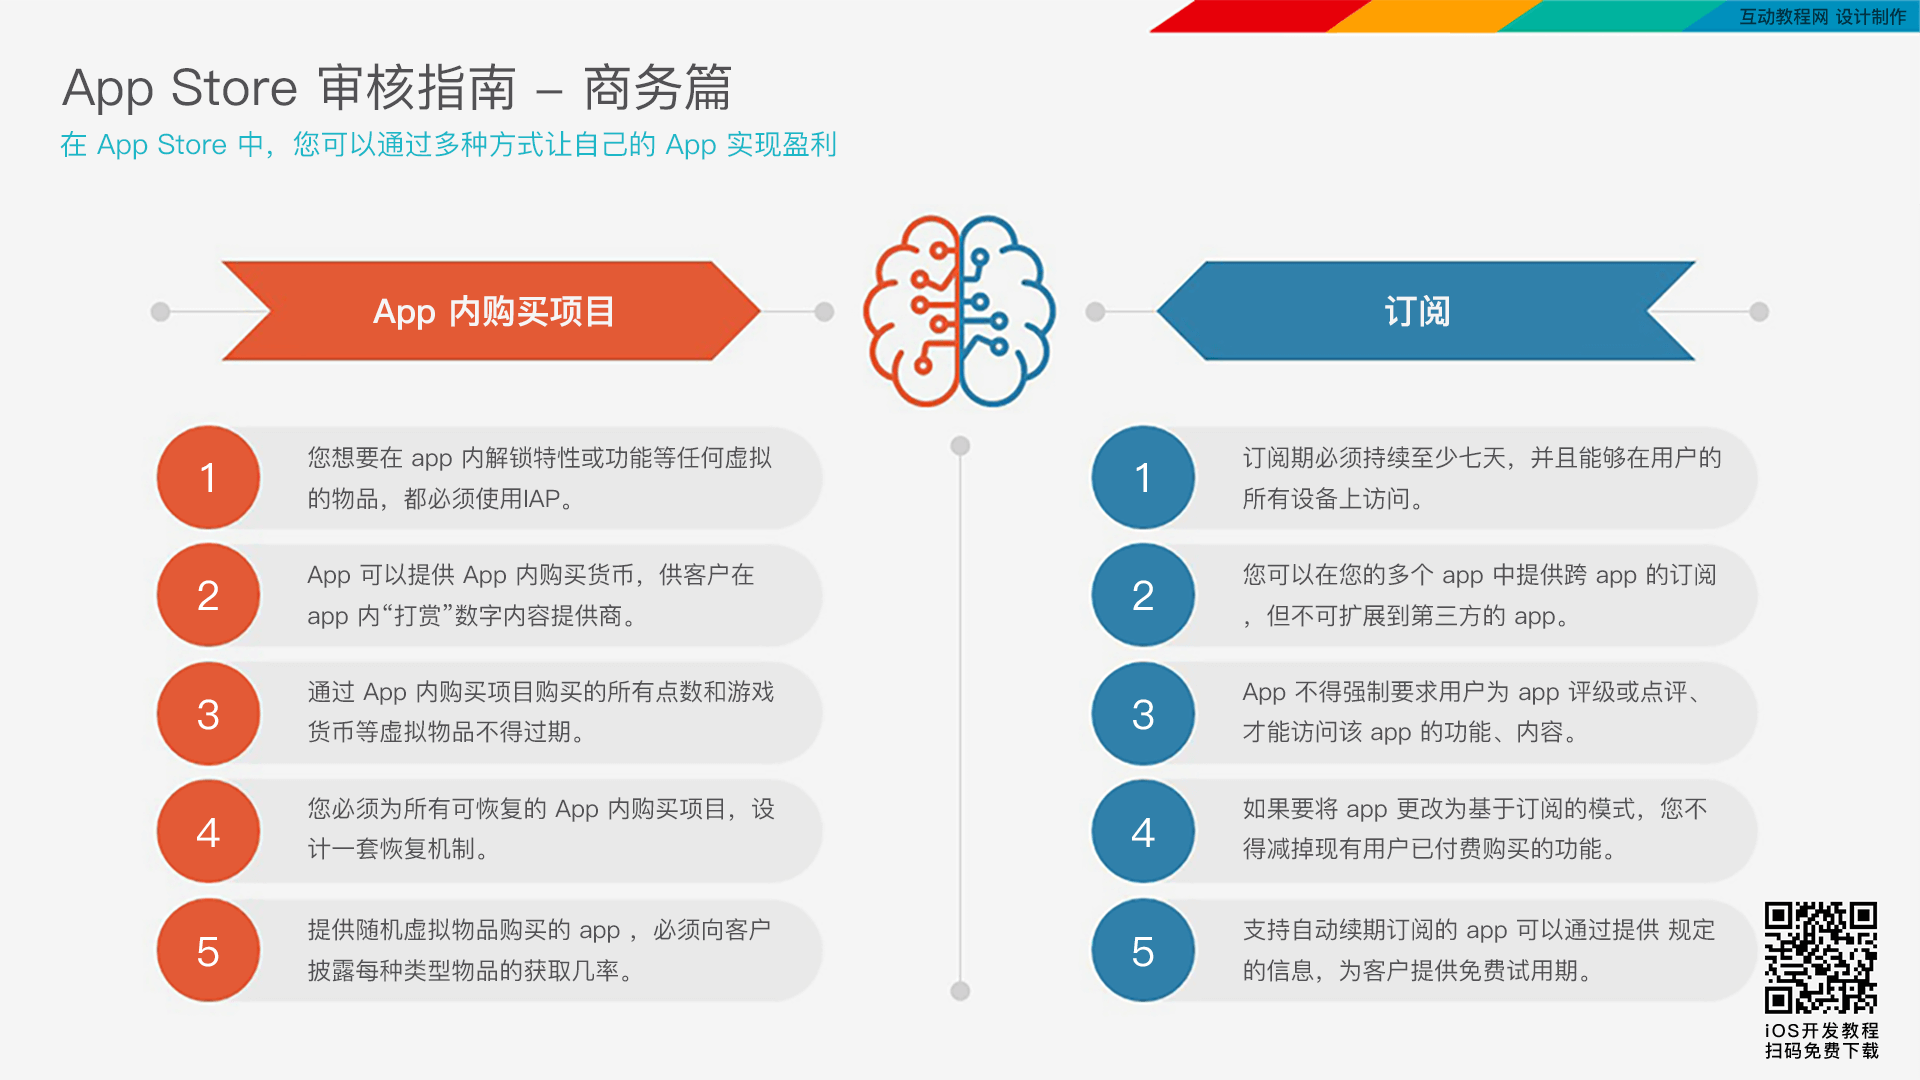 互动教程网 设计制作
App Store 审核指南 – 商务篇
在 App Store 中，您可以通过多种方式让自己的 App 实现盈利
App 内购买项目
1
您想要在 app 内解锁特性或功能等任何虚拟
的物品，都必须使用IAP。
2
App 可以提供 App 内购买货币，供客户在
app 内“打赏”数字内容提供商。
3
通过 App 内购买项目购买的所有点数和游戏
货币等虚拟物品不得过期。
4
您必须为所有可恢复的 App 内购买项目，设
计一套恢复机制。
5
提供随机虚拟物品购买的 app ，必须向客户
披露每种类型物品的获取几率。
订阅
1
订阅期必须持续至少七天，并且能够在用户的
所有设备上访问。
2
您可以在您的多个 app 中提供跨 app 的订阅
，但不可扩展到第三方的 app。
3
App 不得强制要求用户为 app 评级或点评、
才能访问该 app 的功能、内容。
4
如果要将 app 更改为基于订阅的模式，您不
得减掉现有用户已付费购买的功能。
5
支持自动续期订阅的 app 可以通过提供 规定
的信息，为客户提供免费试用期。
iOS开发教程
扫码免费下载